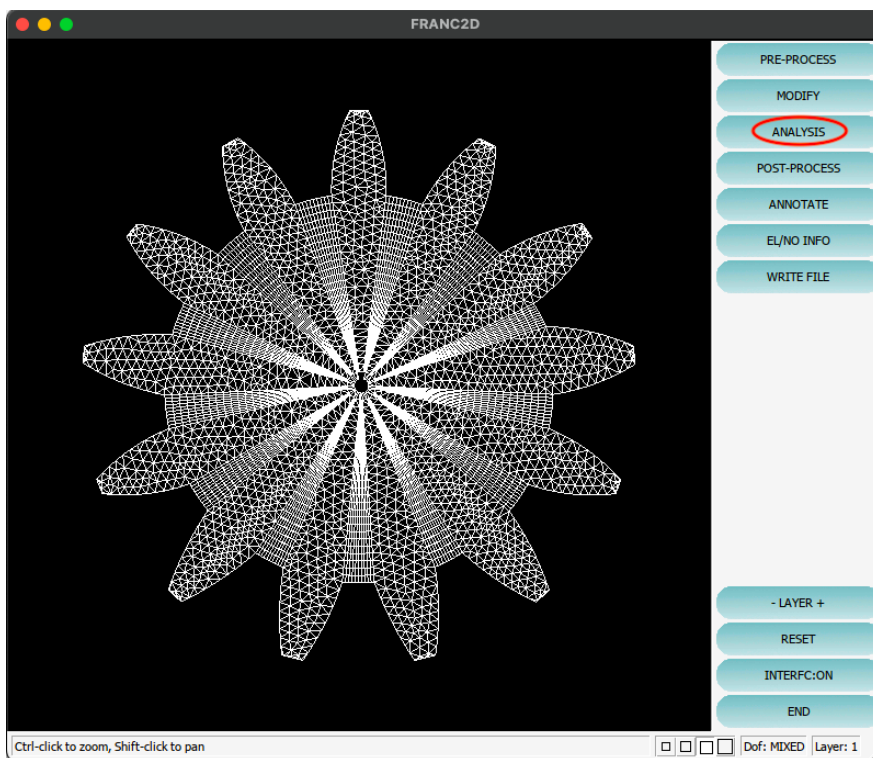 FRANC2D
PRE-PROCESS
MODIFY
ANALYSIS
POST-PROCESS
ANNOTATE
EL/NO INFO
WRITE FILE
- LAYER +
RESET
INTERFC:ON
END
Ctrl-click to zoom, Shift-click to pan Dof: MIXED Layer: 1